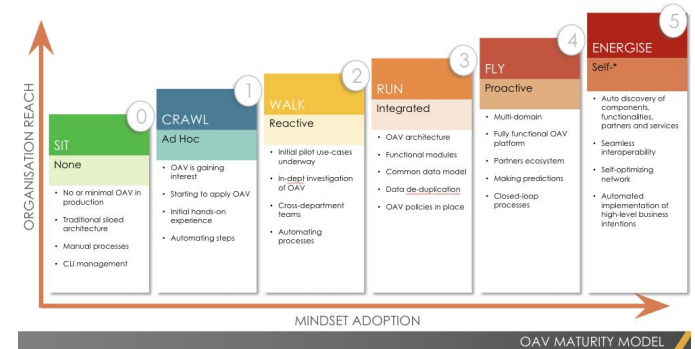 ORGANISATION REACH
0
SIT
None
• No or minimal OAV in
production
• Traditional siloed
architecture
• Manual processes
• CLI management
1
CRAWL
Ad Hoc
• OAV is gaining
interest
• Starting to apply OAV
• Initial hands-on
experience
• Automating steps
2
WALK
Reactive
• Initial pilot use-cases
underway
• In-dept investigation
of OAV
• Cross-department
teams
• Automating
processes
3
RUN
Integrated
• OAV architecture
• Functional modules
• Common data model
• Data de-duplication
• OAV policies in place
4
FLY
Proactive
• Multi-domain
• Fully functional OAV
platform
• Partners ecosystem
• Making predictions
• Closed-loop
processes
5
ENERGISE
Self-*
• Auto discovery of
components,
functionalities,
partners and services
• Seamless
interoperability
• Self-optimizing
network
• Automated
implementation of
high-level business
intentions
MINDSET ADOPTION
OAV MATURITY MODEL